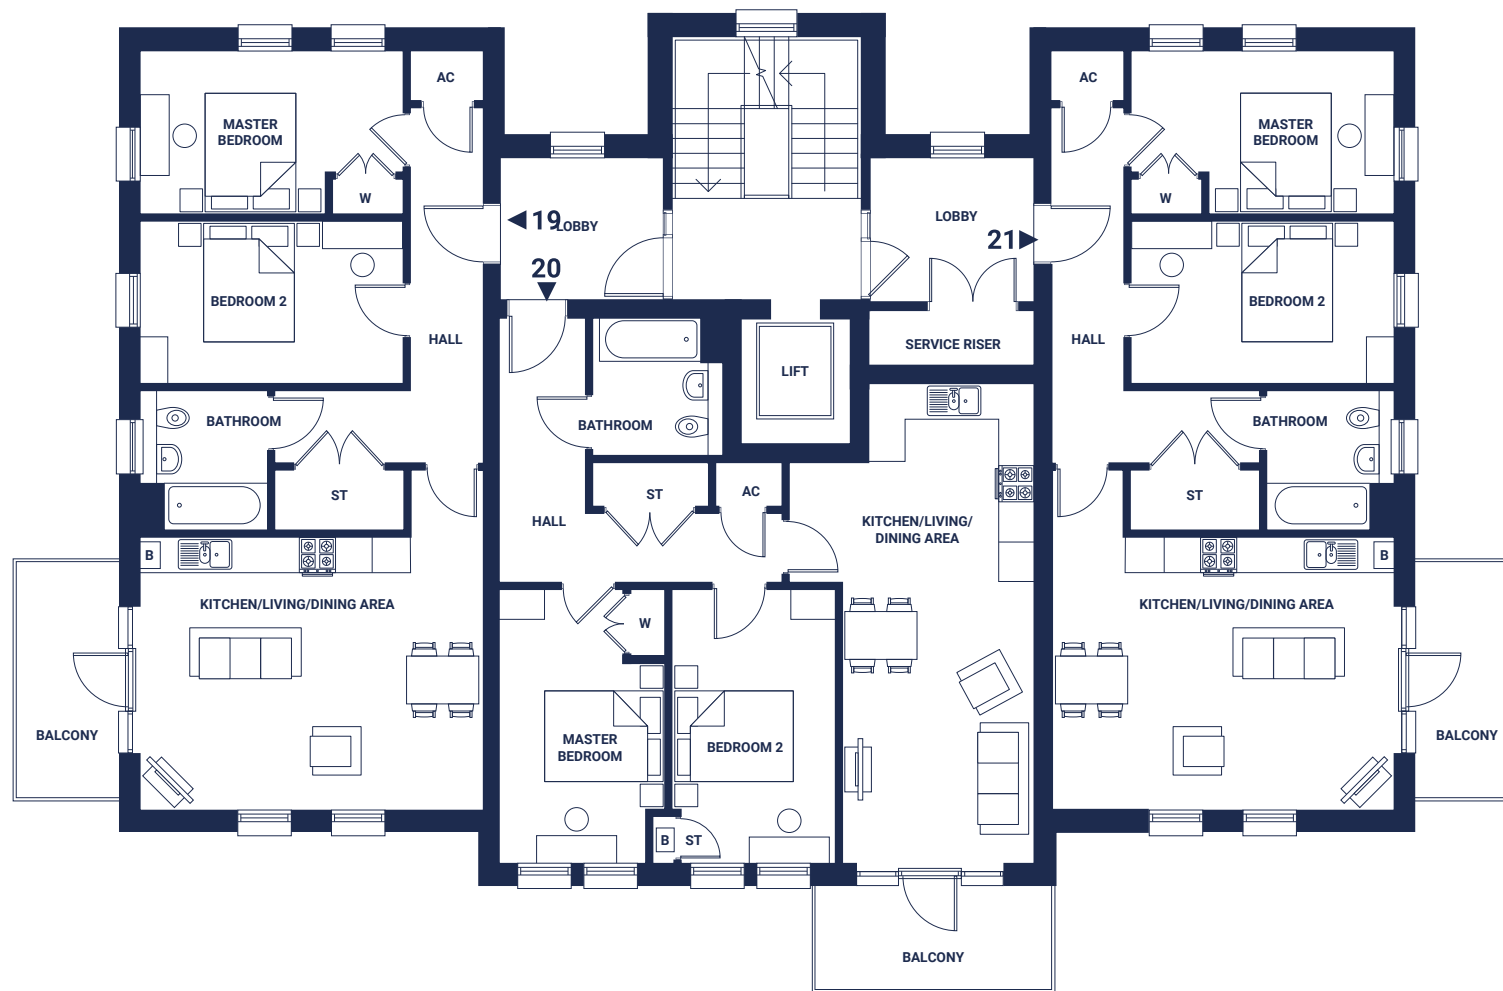 AC
AC
MASTER
BEDROOM
MASTER
BEDROOM
W
W
19
LOBBY
LOBBY
21
20
BEDROOM 2
BEDROOM 2
HALL
SERVICE RISER
HALL
LIFT
BATHROOM
BATHROOM
BATHROOM
ST
ST
AC
ST
HALL
KITCHEN/LIVING/
DINING AREA
B
B
KITCHEN/LIVING/DINING AREA
KITCHEN/LIVING/DINING AREA
W
BALCONY
MASTER
BEDROOM
BEDROOM 2
BALCONY
B
ST
BALCONY